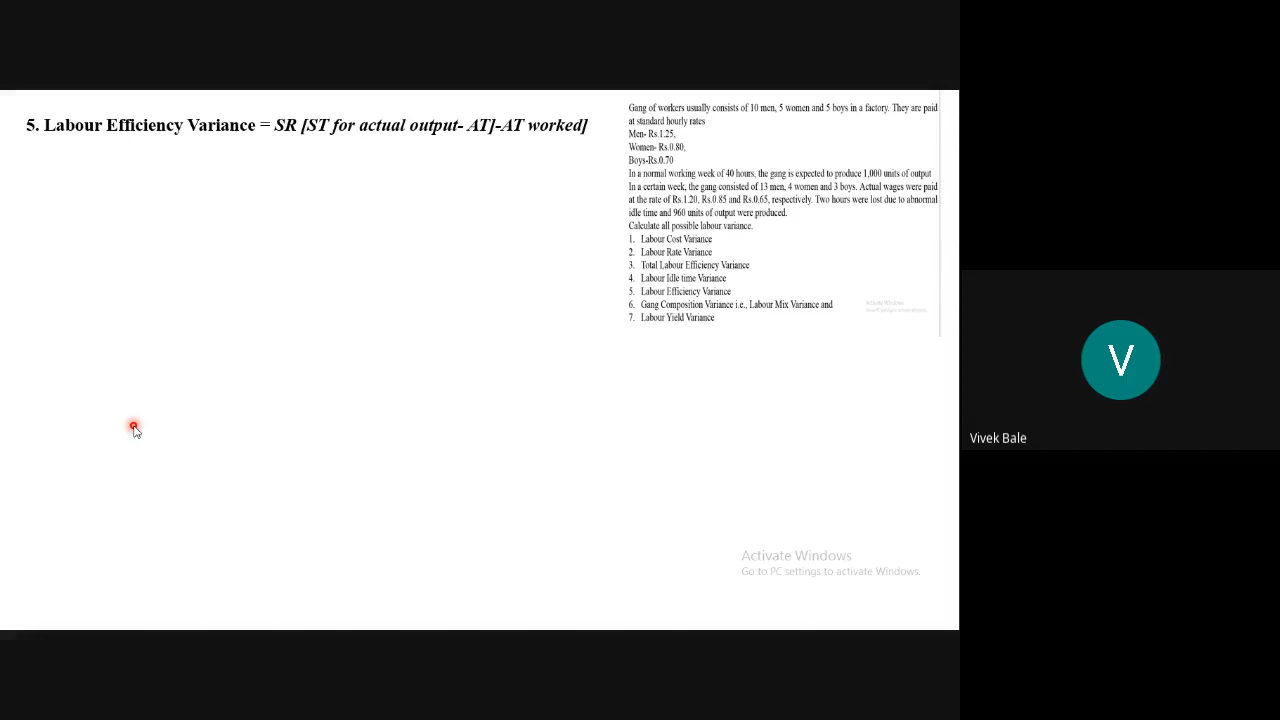 5. Labour Efficiency Variance = SR [ST for actual output- AT]-AT worked]
Gang of workers usually consists of 10 men, 5 women and 5 boys in a factory. They are paid
at standard hourly rates
Men- Rs.1.25,
Women- Rs.0.80,
Boys-Rs.0.70
In a normal working week of 40 hours, the gang is expected to produce 1,000 units of output
In a certain week, the gang consisted of 13 men, 4 women and 3 boys. Actual wages were paid
at the rate of Rs.1.20, Rs.0.85 and Rs.0.65, respectively. Two hours were lost due to abnormal
idle time and 960 units of output were produced.
Calculate all possible labour variance.
1. Labour Cost Variance
2. Labour Rate Variance
3. Total Labour Efficiency Variance
4. Labour Idle time Variance
5. Labour Efficiency Variance
6. Gang Composition Variance i.e., Labour Mix Variance and
7. Labour Yield Variance
Activate Windows
V
Vivek Bale
Activate Windows
Go to PC settings to activate Windows.